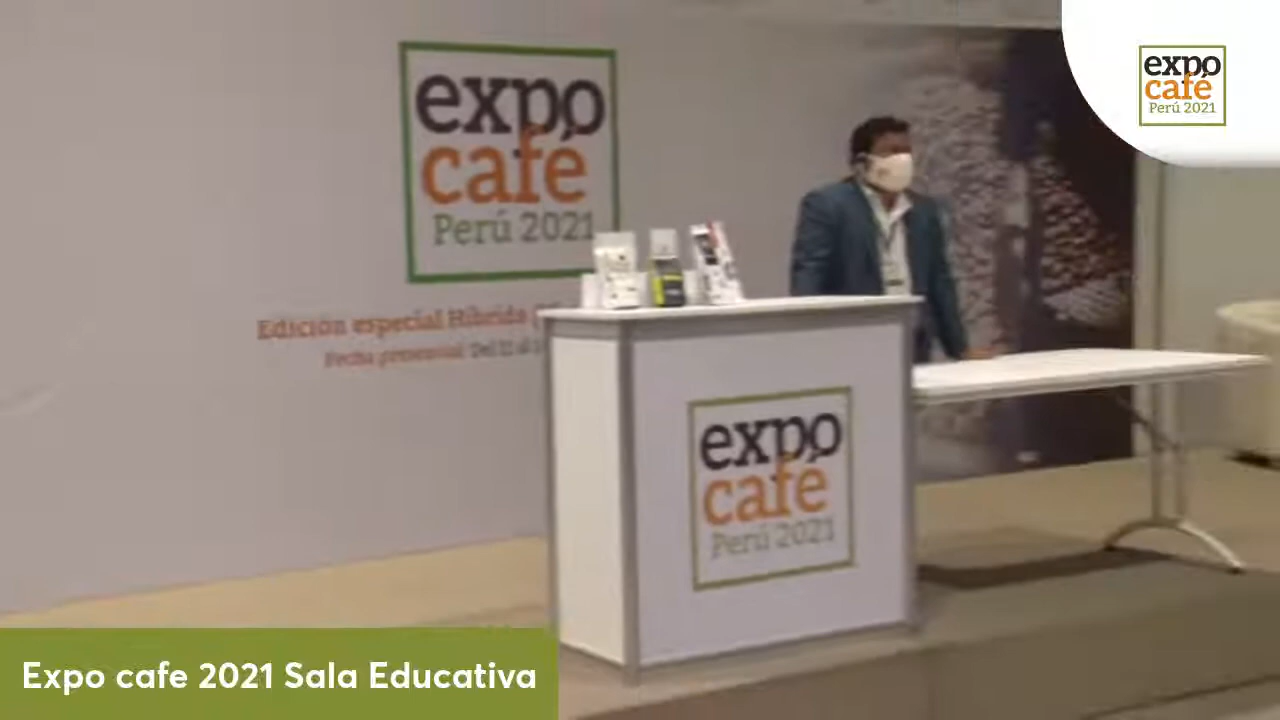 expo
café
Perú 2021
Edición especial Híbrida
Fecha presencial Del
expo
café
Perú 2021
expo
café
Perú 2021
Expo cafe 2021 Sala Educativa